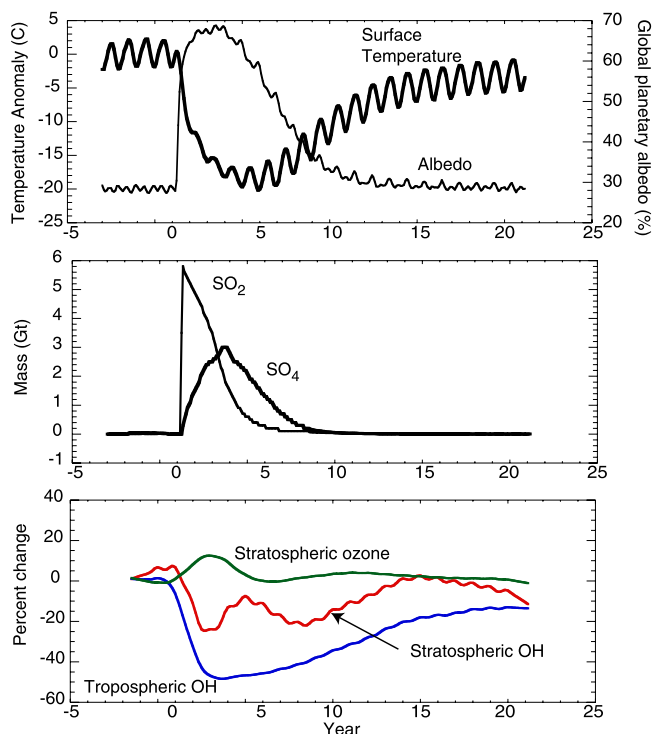 Temperature Anomaly (C)
5
0
-5
-10
-15
-20
-25
Surface
Temperature
Albedo
70
60
50
40
30
20
Global planetary albedo (%)
-5 0 5 10 15 20 25
Mass (Gt)
6
5
4
3
2
1
0
-1
SO2
SO4
-5 0 5 10 15 20 25
Percent change
40
20
0
-20
-40
-60
Stratospheric ozone
Stratospheric OH
Tropospheric OH
-5 0 5 10 15 20 25
Year